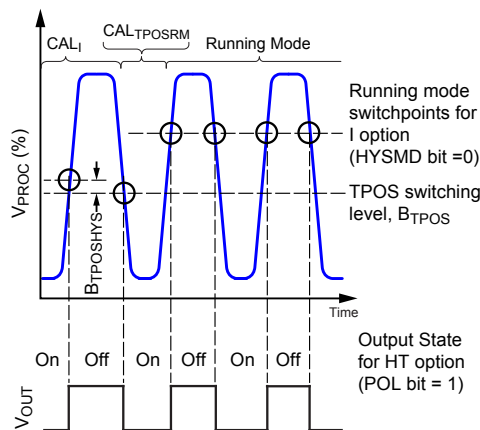 CAL_I
CAL_TPOSRM
Running Mode
V_PROC (%)
B_TPOSHYS
Running mode
switchpoints for
I option
(HYSMD bit =0)
TPOS switching
level, B_TPOS
Time
On Off On Off On Off
Output State
for HT option
(POL bit = 1)
V_OUT